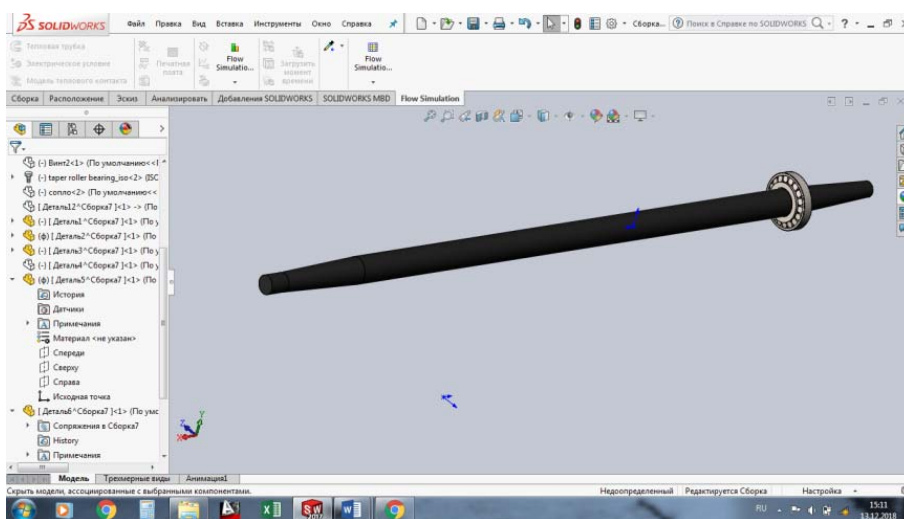 SOLIDWORKS Файл Правка Вид Вставка Инструменты Окно Справка Сборка... Поиск в Справке по SOLIDWORKS
Тепловая трубка
Электрическое условие
Модель теплового контакта
Печатная плата
Flow Simulatio...
Загрузить момент времени
Flow Simulatio...
Сборка Расположение Эскиз Анализировать Добавления SOLIDWORKS SOLIDWORKS MBD Flow Simulation
(-) Винт2<1> (По умолчанию<<
(-) taper roller bearing_iso<2> (ISC
(-) сопло<2> (По умолчанию<<
[ Деталь12^Сборка7 ]<1> -> (По
(-) [ Деталь1^Сборка7 ]<1> (По у
(ф) [ Деталь2^Сборка7 ]<1> (По
(-) [ Деталь3^Сборка7 ]<1> (По у
(-) [ Деталь4^Сборка7 ]<1> (По у
(ф) [ Деталь5^Сборка7 ]<1> (По
История
Датчики
Примечания
Материал <не указан>
Спереди
Сверху
Справа
Исходная точка
[ Деталь6^Сборка7 ]<1> (По умс
Сопряжения в Сборка7
History
Примечания
Модель Трехмерные виды Анимация1
Скрыть модели, ассоциированные с выбранными компонентами. Недоопределенный Редактируется Сборка Настройка
RU 15:11
13.12.2018